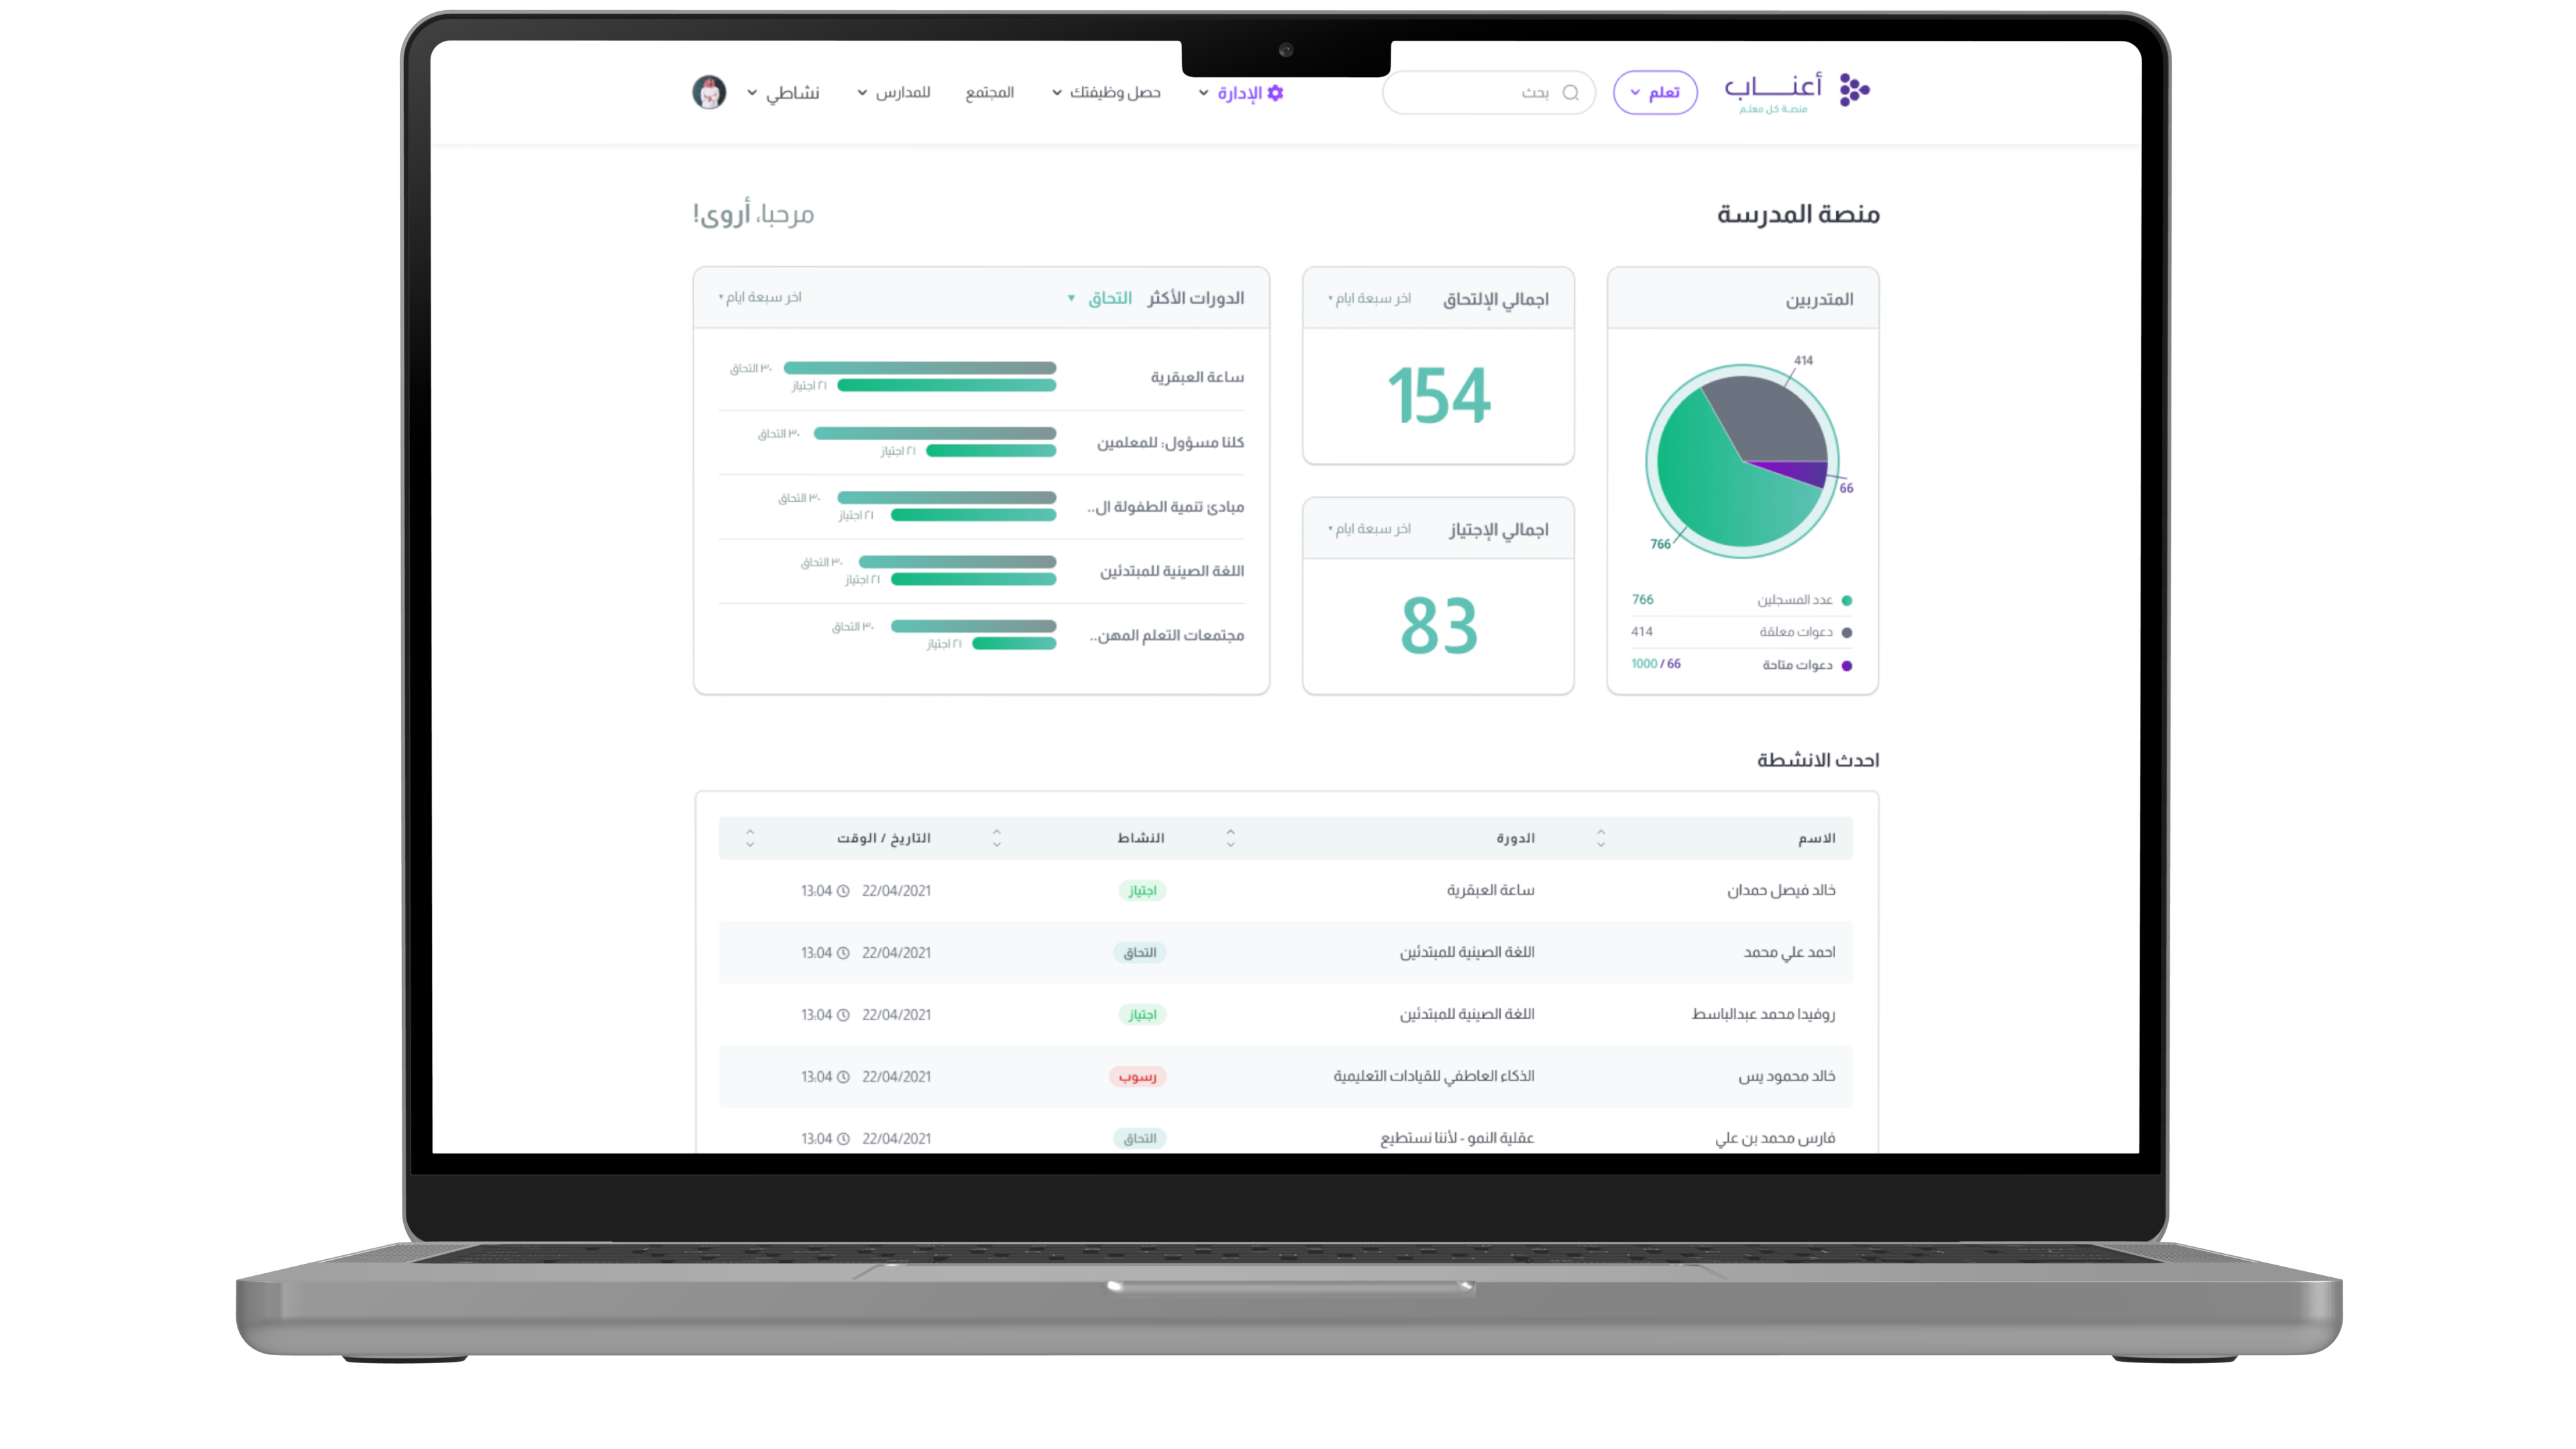 أعناب
منصة كل معلم
تعلم
بحث
الإدارة
حصل وظيفتك
المجتمع
للمدارس
نشاطي
منصة المدرسة
مرحبا، أروى!
المتدربين
414
66
766
عدد المسجلين 766
دعوات معلقة 414
دعوات متاحة 66 / 1000
اجمالي الإلتحاق اخر سبعة ايام
154
اجمالي الإجتياز اخر سبعة ايام
83
الدورات الأكثر التحاق اخر سبعة ايام
ساعة العبقرية
٣٠ التحاق
٢١ اجتياز
كلنا مسؤول: للمعلمين
٣٠ التحاق
٢١ اجتياز
مبادئ تنمية الطفولة ال..
٣٠ التحاق
٢١ اجتياز
اللغة الصينية للمبتدئين
٣٠ التحاق
٢١ اجتياز
مجتمعات التعلم المهن..
٣٠ التحاق
٢١ اجتياز
احدث الانشطة
الاسم الدورة النشاط التاريخ / الوقت
خالد فيصل حمدان ساعة العبقرية اجتياز 22/04/2021 13:04
احمد علي محمد اللغة الصينية للمبتدئين التحاق 22/04/2021 13:04
روفيدا محمد عبدالباسط اللغة الصينية للمبتدئين اجتياز 22/04/2021 13:04
خالد محمود يس الذكاء العاطفي للقيادات التعليمية رسوب 22/04/2021 13:04
فارس محمد بن علي عقلية النمو - لأننا نستطيع التحاق 22/04/2021 13:04